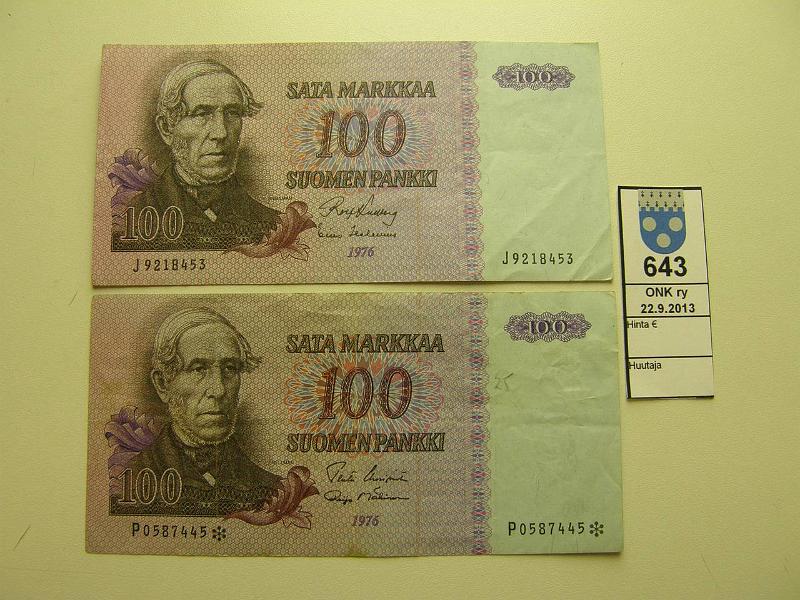 SATA MARKKAA
100
100
SUOMEN PANKKI
100
1976
J9218453
J9218453
SATA MARKKAA
100
100
25
SUOMEN PANKKI
100
1976
P0587445✻
P0587445✻
643
ONK ry
22.9.2013
Hinta €
Huutaja